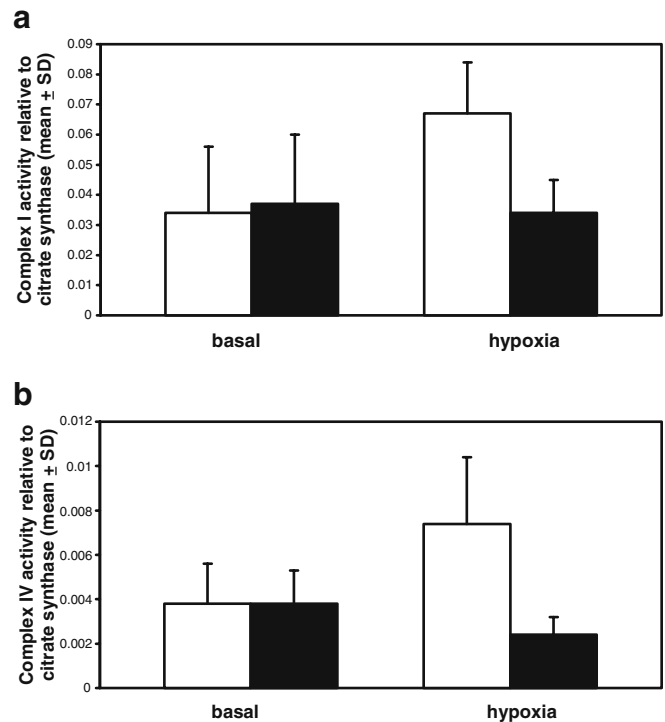 a
Complex I activity relative to
citrate synthase (mean ± SD)
0.09
0.08
0.07
0.06
0.05
0.04
0.03
0.02
0.01
0
basal hypoxia
b
Complex IV activity relative to
citrate synthase (mean ± SD)
0.012
0.01
0.008
0.006
0.004
0.002
0
basal hypoxia